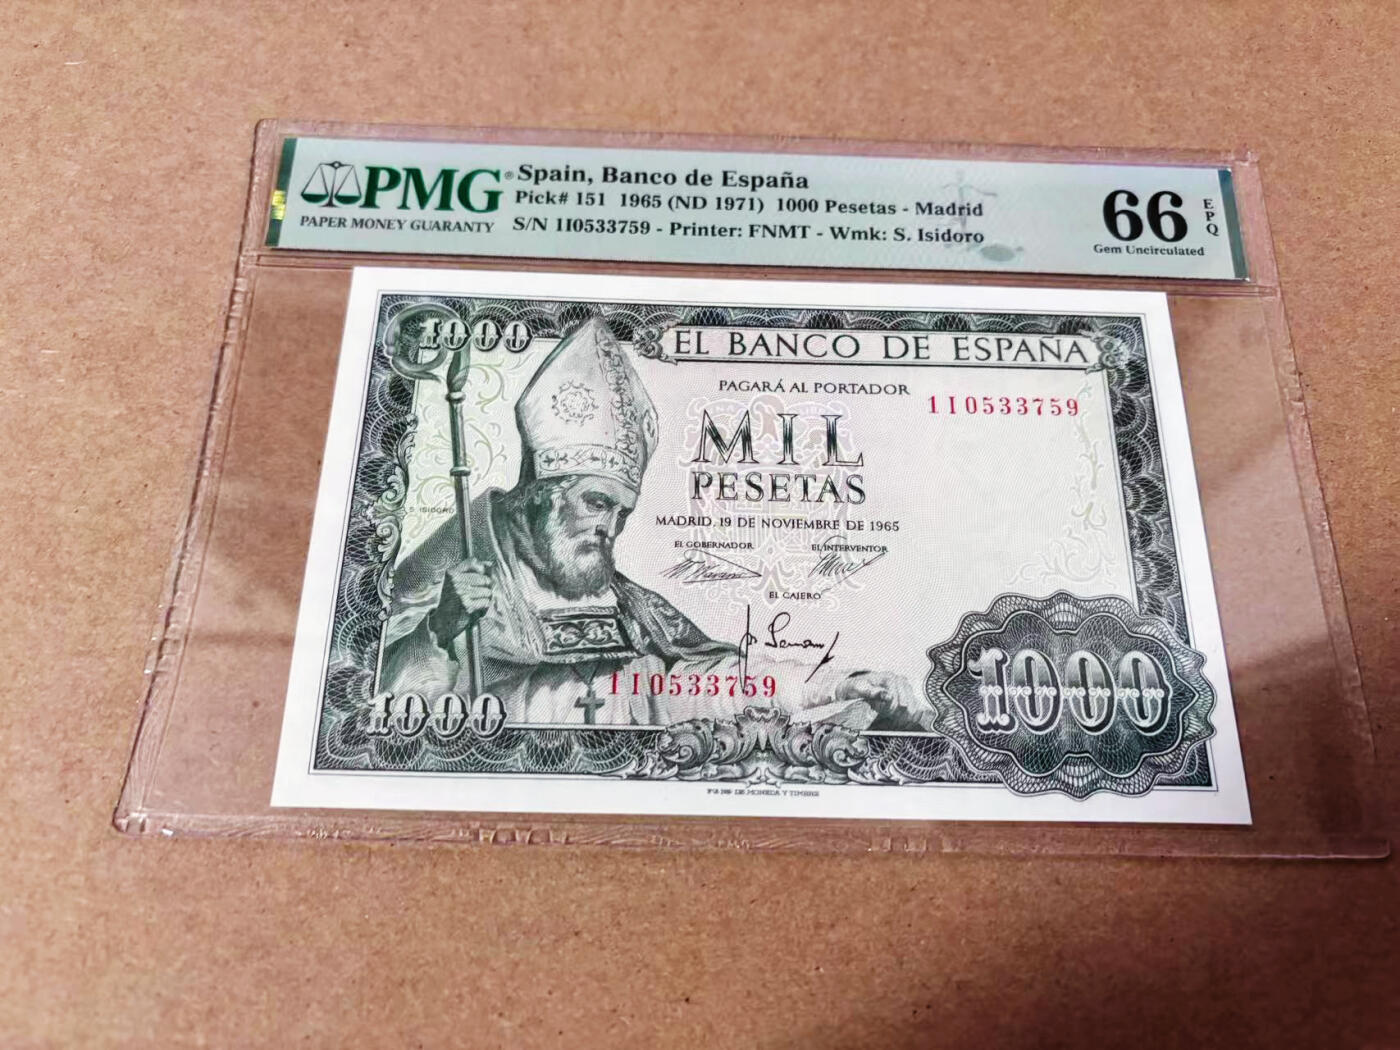 PMG®
PAPER MONEY GUARANTY
Spain, Banco de España
Pick# 151 1965 (ND 1971) 1000 Pesetas - Madrid
S/N 1I0533759 - Printer: FNMT - Wmk: S. Isidoro
66
EPQ
Gem Uncirculated
1000
EL BANCO DE ESPAÑA
PAGARÁ AL PORTADOR
1I0533759
MIL
PESETAS
S. ISIDORO
MADRID, 19 DE NOVIEMBRE DE 1965
EL GOBERNADOR
EL INTERVENTOR
EL CAJERO
1I0533759
1000
1000